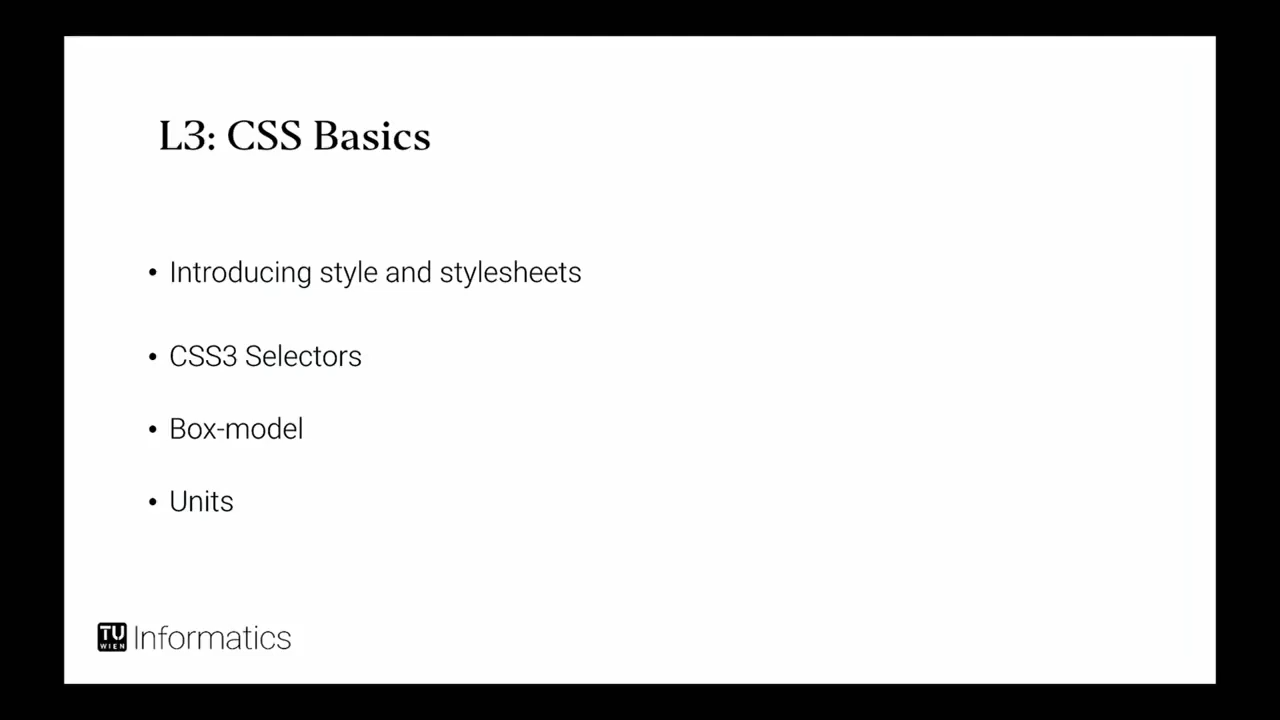 L3: CSS Basics
• Introducing style and stylesheets
• CSS3 Selectors
• Box-model
• Units
TU WIEN Informatics